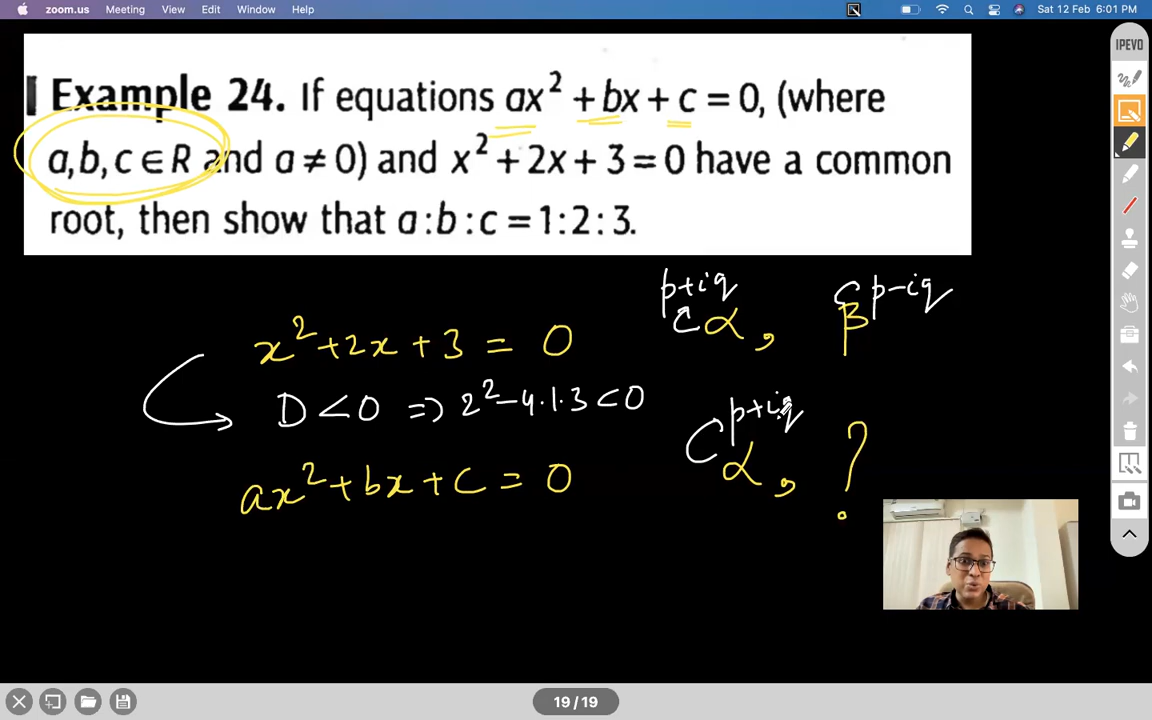 zoom.us Meeting View Edit Window Help Sat 12 Feb 6:01 PM
IPEVO
Example 24. If equations ax² + bx + c = 0, (where
a, b, c ∈ R and a ≠ 0) and x² + 2x + 3 = 0 have a common
root, then show that a : b : c = 1 : 2 : 3.
p+iq p-iq
x²+2x+3 = 0 α, β
D < 0 => 2²-4.1.3 < 0
p+iq
ax²+bx+c = 0 α, ?
19 / 19